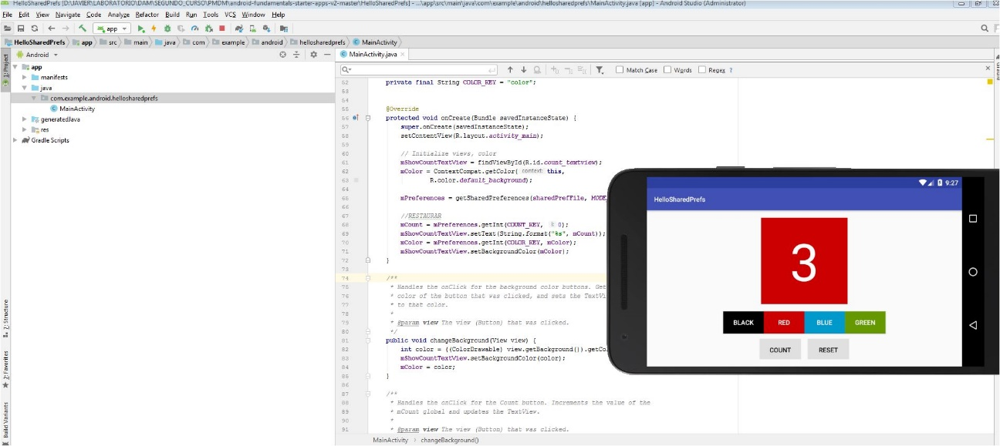 HelloSharedPrefs [D:\JAVIER\LABORATORIO\DAM\SEGUNDO_CURSO\PMDM\android-fundamentals-starter-apps-v2-master\HelloSharedPrefs] - ...\app\src\main\java\com\example\android\hellosharedprefs\MainActivity.java [app] - Android Studio (Administrator)
File Edit View Navigate Code Analyze Refactor Build Run Tools VCS Window Help
app
HelloSharedPrefs app src main java com example android hellosharedprefs MainActivity
Android
MainActivity.java
1: Project
app
manifests
java
com.example.android.hellosharedprefs
MainActivity
generatedJava
res
Gradle Scripts
7: Structure
2: Favorites
Build Variants
Match Case Words Regex ?
52 private final String COLOR_KEY = "color";
53
54
55 @Override
56 protected void onCreate(Bundle savedInstanceState) {
57 super.onCreate(savedInstanceState);
58 setContentView(R.layout.activity_main);
59
60 // Initialize views, color
61 mShowCountTextView = findViewById(R.id.count_textview);
62 mColor = ContextCompat.getColor( context: this,
63 R.color.default_background);
64
65 mPreferences = getSharedPreferences(sharedPrefFile, MODE_
66
67 //RESTAURAR
68 mCount = mPreferences.getInt(COUNT_KEY, i: 0);
69 mShowCountTextView.setText(String.format("%s", mCount));
70 mColor = mPreferences.getInt(COLOR_KEY, mColor);
71 mShowCountTextView.setBackgroundColor(mColor);
72 }
73
74 /**
75 * Handles the onClick for the background color buttons. Get
76 * color of the button that was clicked, and sets the TextVi
77 * to that color.
78 *
79 * @param view The view (Button) that was clicked.
80 */
81 public void changeBackground(View view) {
82 int color = ((ColorDrawable) view.getBackground()).getCo
83 mShowCountTextView.setBackgroundColor(color);
84 mColor = color;
85 }
86
87 /**
88 * Handles the onClick for the Count button. Increments the value of the
89 * mCount global and updates the TextView.
90 *
91 * @param view The view (Button) that was clicked.
MainActivity changeBackground()
9:27
HelloSharedPrefs
3
BLACK RED BLUE GREEN
COUNT RESET